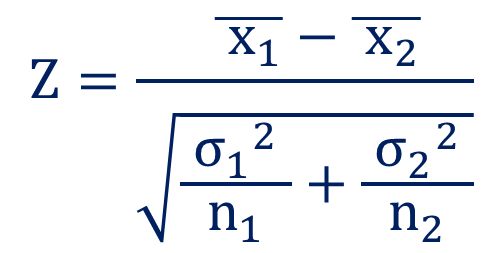 Z = (x̅₁ − x̅₂) / √(σ₁²/n₁ + σ₂²/n₂)